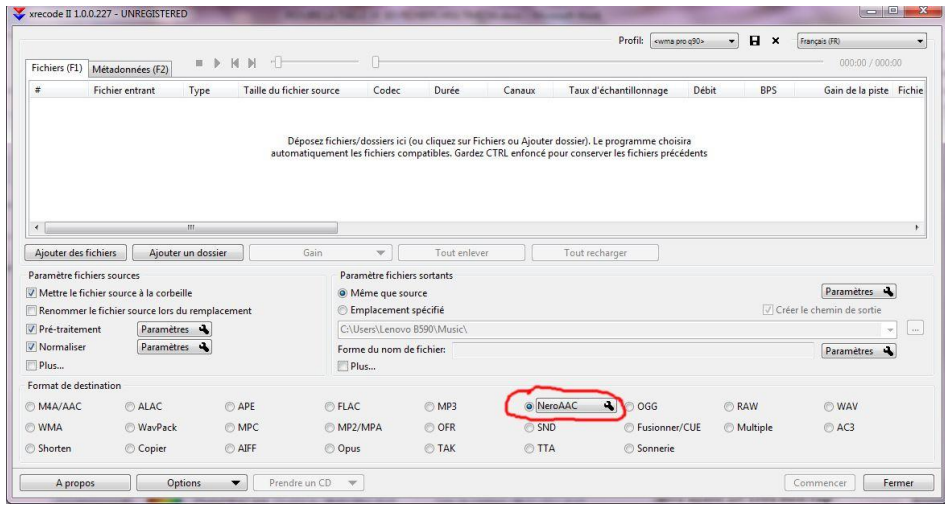 xrecode II 1.0.0.227 - UNREGISTERED
Profil: <wma pro q90> Français (FR)
Fichiers (F1) Métadonnées (F2) 000:00 / 000:00
# Fichier entrant Type Taille du fichier source Codec Durée Canaux Taux d'échantillonnage Débit BPS Gain de la piste Fichie
Déposez fichiers/dossiers ici (ou cliquez sur Fichiers ou Ajouter dossier). Le programme choisira
automatiquement les fichiers compatibles. Gardez CTRL enfoncé pour conserver les fichiers précédents
Ajouter des fichiers Ajouter un dossier Gain Tout enlever Tout recharger
Paramètre fichiers sources Paramètre fichiers sortants
Mettre le fichier source à la corbeille Même que source Paramètres
Renommer le fichier source lors du remplacement Emplacement spécifié Créer le chemin de sortie
Pré-traitement Paramètres C:\Users\Lenovo B590\Music\ ...
Normaliser Paramètres Forme du nom de fichier: Paramètres
Plus... Plus...
Format de destination
M4A/AAC ALAC APE FLAC MP3 NeroAAC OGG RAW WAV
WMA WavPack MPC MP2/MPA OFR SND Fusionner/CUE Multiple AC3
Shorten Copier AIFF Opus TAK TTA Sonnerie
A propos Options Prendre un CD Commencer Fermer